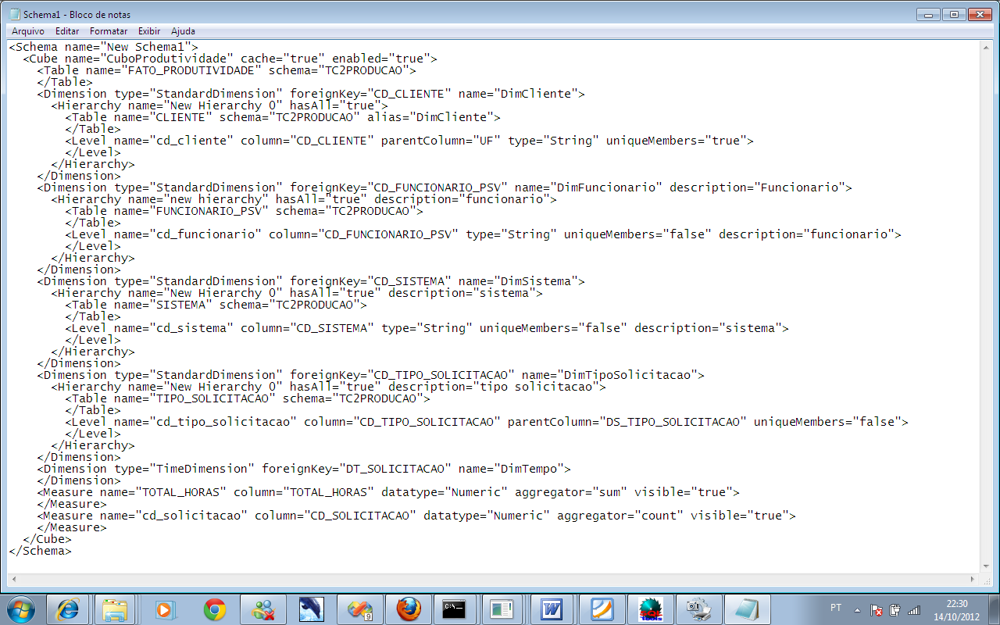 Schema1 - Bloco de notas
Arquivo Editar Formatar Exibir Ajuda
<Schema name="New Schema1">
  <Cube name="CuboProdutividade" cache="true" enabled="true">
    <Table name="FATO_PRODUTIVIDADE" schema="TC2PRODUCAO">
    </Table>
    <Dimension type="StandardDimension" foreignKey="CD_CLIENTE" name="DimCliente">
      <Hierarchy name="New Hierarchy 0" hasAll="true">
        <Table name="CLIENTE" schema="TC2PRODUCAO" alias="DimCliente">
        </Table>
        <Level name="cd_cliente" column="CD_CLIENTE" parentColumn="UF" type="String" uniqueMembers="true">
        </Level>
      </Hierarchy>
    </Dimension>
    <Dimension type="StandardDimension" foreignKey="CD_FUNCIONARIO_PSV" name="DimFuncionario" description="Funcionario">
      <Hierarchy name="new hierarchy" hasAll="true" description="funcionario">
        <Table name="FUNCIONARIO_PSV" schema="TC2PRODUCAO">
        </Table>
        <Level name="cd_funcionario" column="CD_FUNCIONARIO_PSV" type="String" uniqueMembers="false" description="funcionario">
        </Level>
      </Hierarchy>
    </Dimension>
    <Dimension type="StandardDimension" foreignKey="CD_SISTEMA" name="DimSistema">
      <Hierarchy name="New Hierarchy 0" hasAll="true" description="sistema">
        <Table name="SISTEMA" schema="TC2PRODUCAO">
        </Table>
        <Level name="cd_sistema" column="CD_SISTEMA" type="String" uniqueMembers="false" description="sistema">
        </Level>
      </Hierarchy>
    </Dimension>
    <Dimension type="StandardDimension" foreignKey="CD_TIPO_SOLICITACAO" name="DimTipoSolicitacao">
      <Hierarchy name="New Hierarchy 0" hasAll="true" description="tipo solicitacao">
        <Table name="TIPO_SOLICITACAO" schema="TC2PRODUCAO">
        </Table>
        <Level name="cd_tipo_solicitacao" column="CD_TIPO_SOLICITACAO" parentColumn="DS_TIPO_SOLICITACAO" uniqueMembers="false">
        </Level>
      </Hierarchy>
    </Dimension>
    <Dimension type="TimeDimension" foreignKey="DT_SOLICITACAO" name="DimTempo">
    </Dimension>
    <Measure name="TOTAL_HORAS" column="TOTAL_HORAS" datatype="Numeric" aggregator="sum" visible="true">
    </Measure>
    <Measure name="cd_solicitacao" column="CD_SOLICITACAO" datatype="Numeric" aggregator="count" visible="true">
    </Measure>
  </Cube>
</Schema>
9
C:\_
W
PT
22:30
14/10/2012